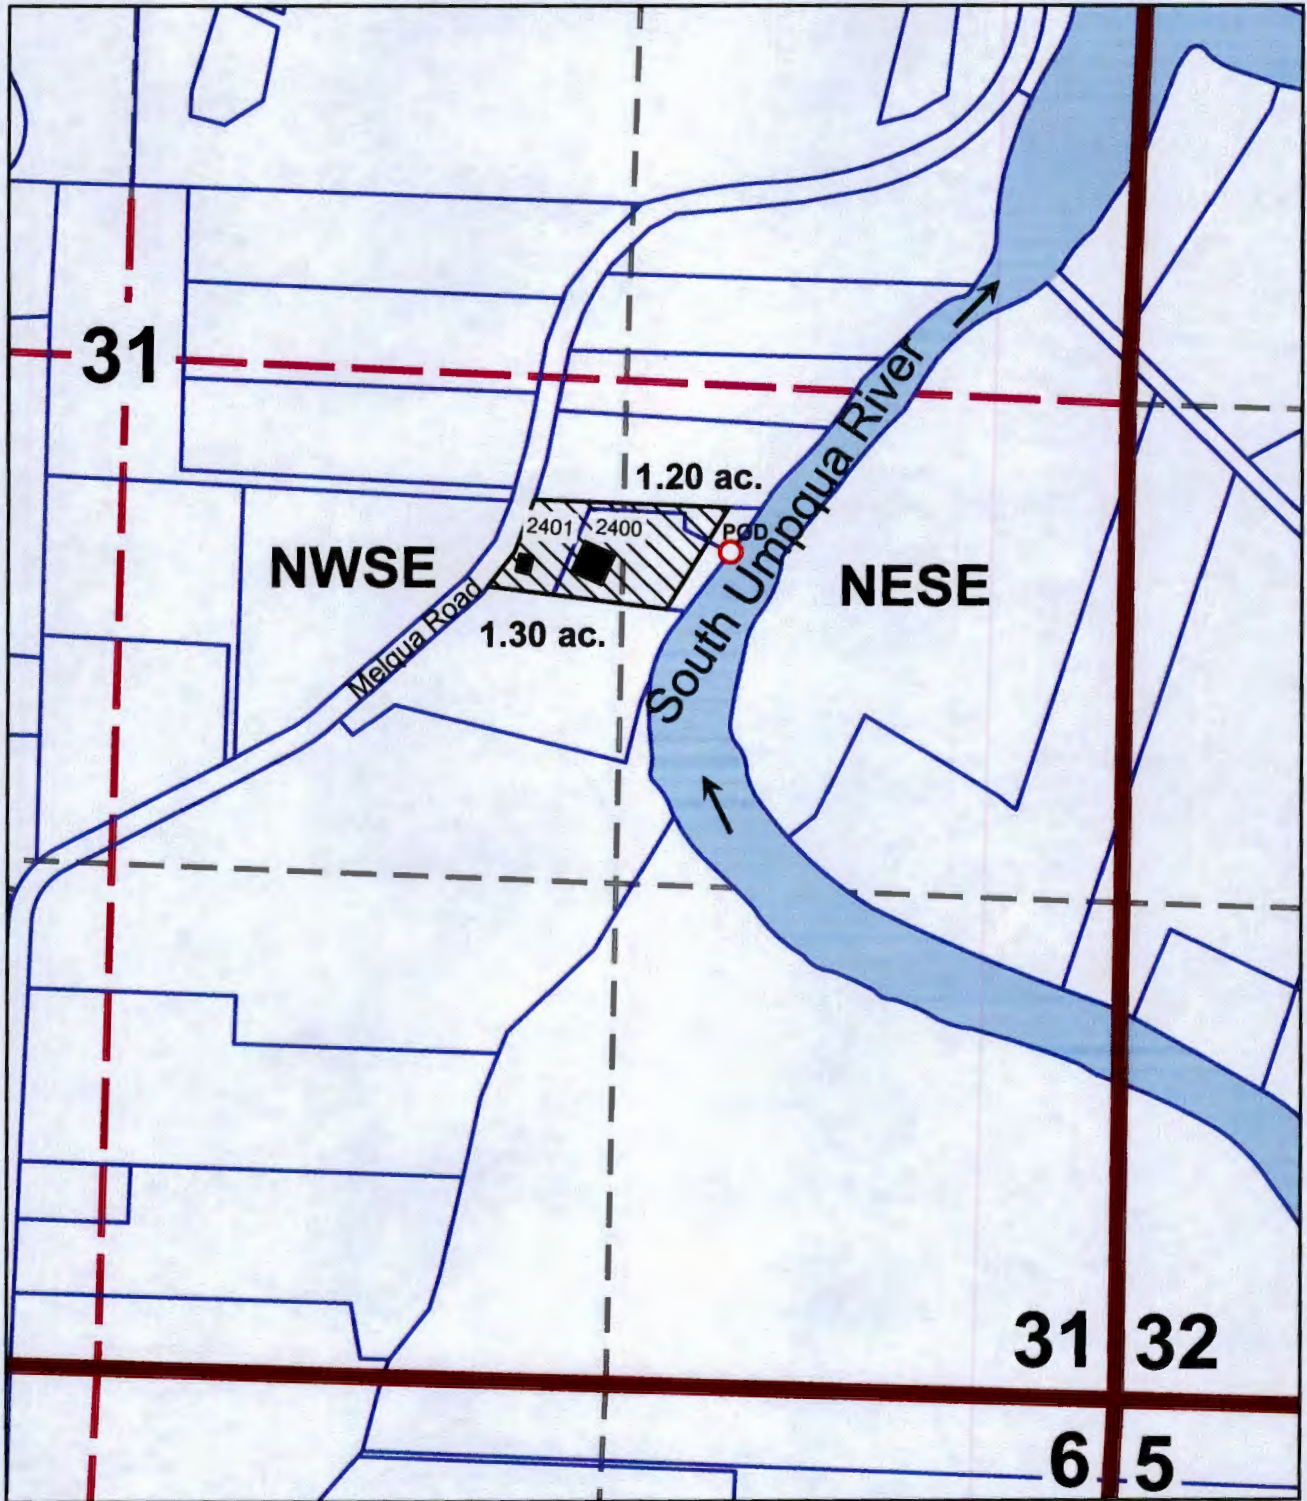 31
1.20 ac.
2401 2400
POD
NWSE
NESE
1.30 ac.
Melqua Road
South Umpqua River
31 32
6 5